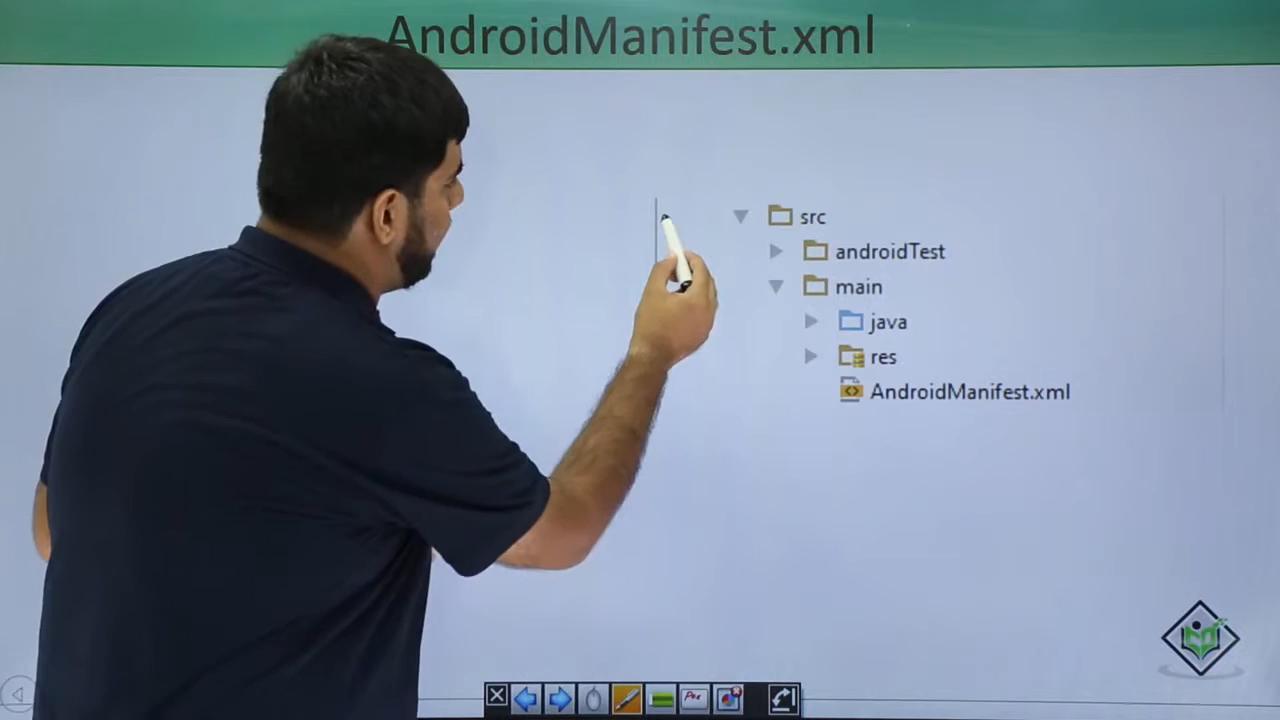 AndroidManifest.xml
src
androidTest
main
java
res
AndroidManifest.xml